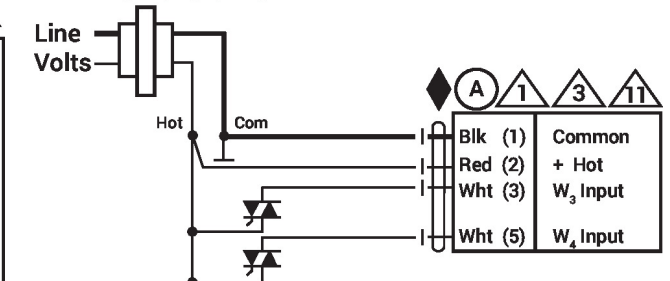 Line
Volts
Hot
Com
A 1 3 11
Blk (1) Common
Red (2) + Hot
Wht (3) W₃ Input
Wht (5) W₄ Input